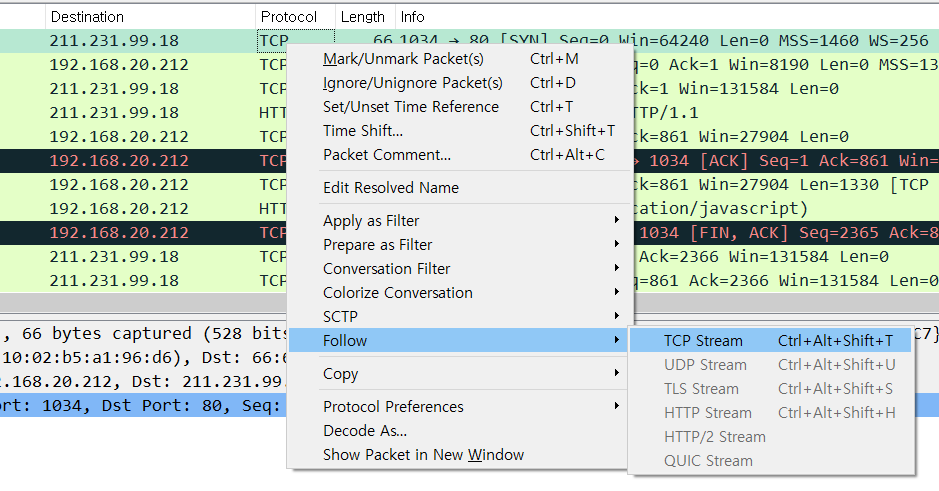 Destination Protocol Length Info
211.231.99.18 TCP 66 1034 → 80 [SYN] Seq=0 Win=64240 Len=0 MSS=1460 WS=256
Mark/Unmark Packet(s) Ctrl+M
192.168.20.212 TCP =0 Ack=1 Win=8190 Len=0 MSS=13
Ignore/Unignore Packet(s) Ctrl+D
211.231.99.18 TCP ck=1 Win=131584 Len=0
Set/Unset Time Reference Ctrl+T
211.231.99.18 HTT TP/1.1
Time Shift... Ctrl+Shift+T
192.168.20.212 TCP ck=861 Win=27904 Len=0
Packet Comment... Ctrl+Alt+C
192.168.20.212 TCP → 1034 [ACK] Seq=1 Ack=861 Win=
192.168.20.212 TCP ck=861 Win=27904 Len=1330 [TCP
Edit Resolved Name
192.168.20.212 HTT cation/javascript)
Apply as Filter
192.168.20.212 TCP 1034 [FIN, ACK] Seq=2365 Ack=8
Prepare as Filter
211.231.99.18 TCP Ack=2366 Win=131584 Len=0
Conversation Filter
211.231.99.18 TCP =861 Ack=2366 Win=131584 Len=0
Colorize Conversation
SCTP
, 66 bytes captured (528 bits C7}
Follow
TCP Stream Ctrl+Alt+Shift+T
10:02:b5:a1:96:d6), Dst: 66:6
UDP Stream Ctrl+Alt+Shift+U
.168.20.212, Dst: 211.231.99.
Copy
TLS Stream Ctrl+Alt+Shift+S
ort: 1034, Dst Port: 80, Seq:
Protocol Preferences
HTTP Stream Ctrl+Alt+Shift+H
Decode As...
HTTP/2 Stream
Show Packet in New Window
QUIC Stream